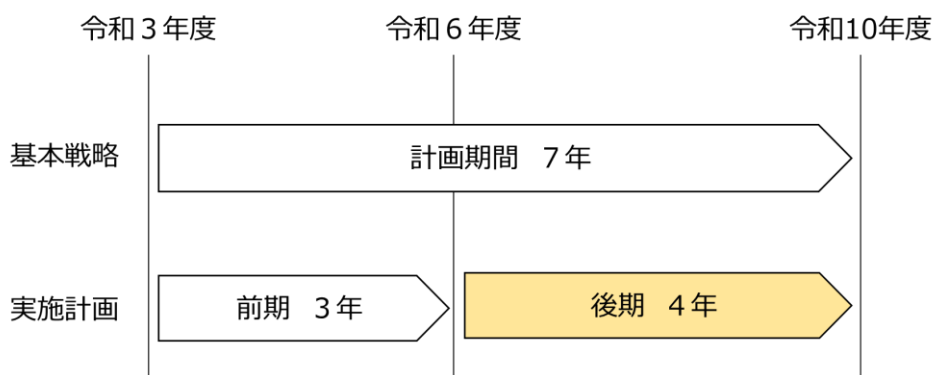 令和３年度　令和６年度　令和10年度
基本戦略　計画期間　７年
実施計画　前期　３年　後期　４年